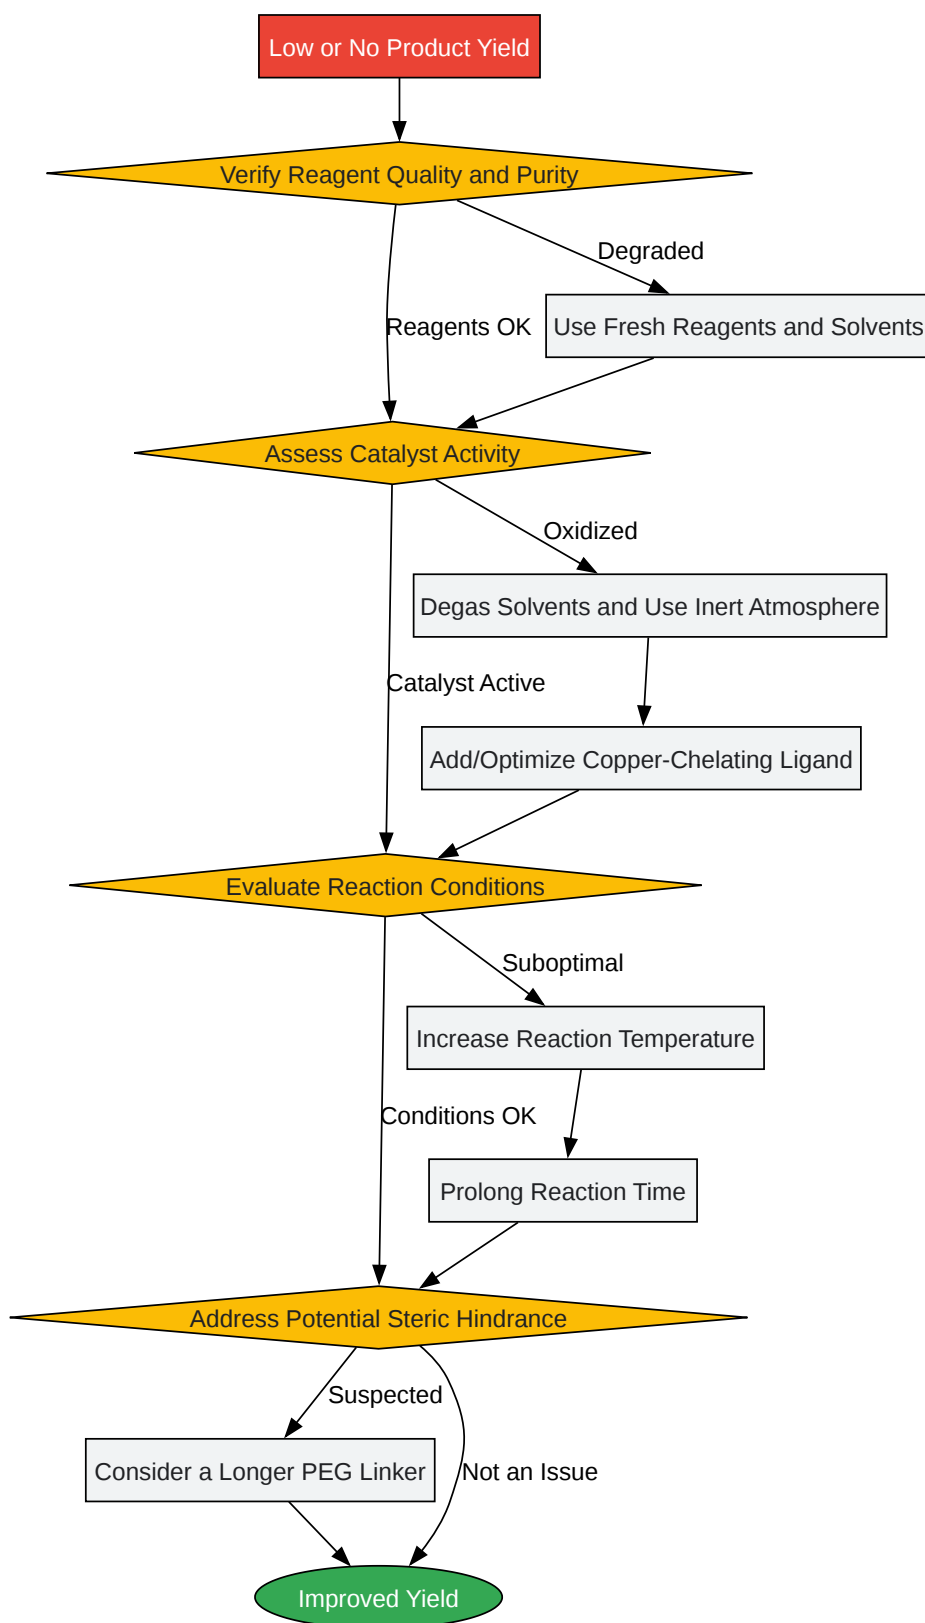 Low or No Product Yield
Verify Reagent Quality and Purity
Degraded
Reagents OK
Use Fresh Reagents and Solvents
Assess Catalyst Activity
Oxidized
Degas Solvents and Use Inert Atmosphere
Catalyst Active
Add/Optimize Copper-Chelating Ligand
Evaluate Reaction Conditions
Suboptimal
Increase Reaction Temperature
Conditions OK
Prolong Reaction Time
Address Potential Steric Hindrance
Suspected
Consider a Longer PEG Linker
Not an Issue
Improved Yield